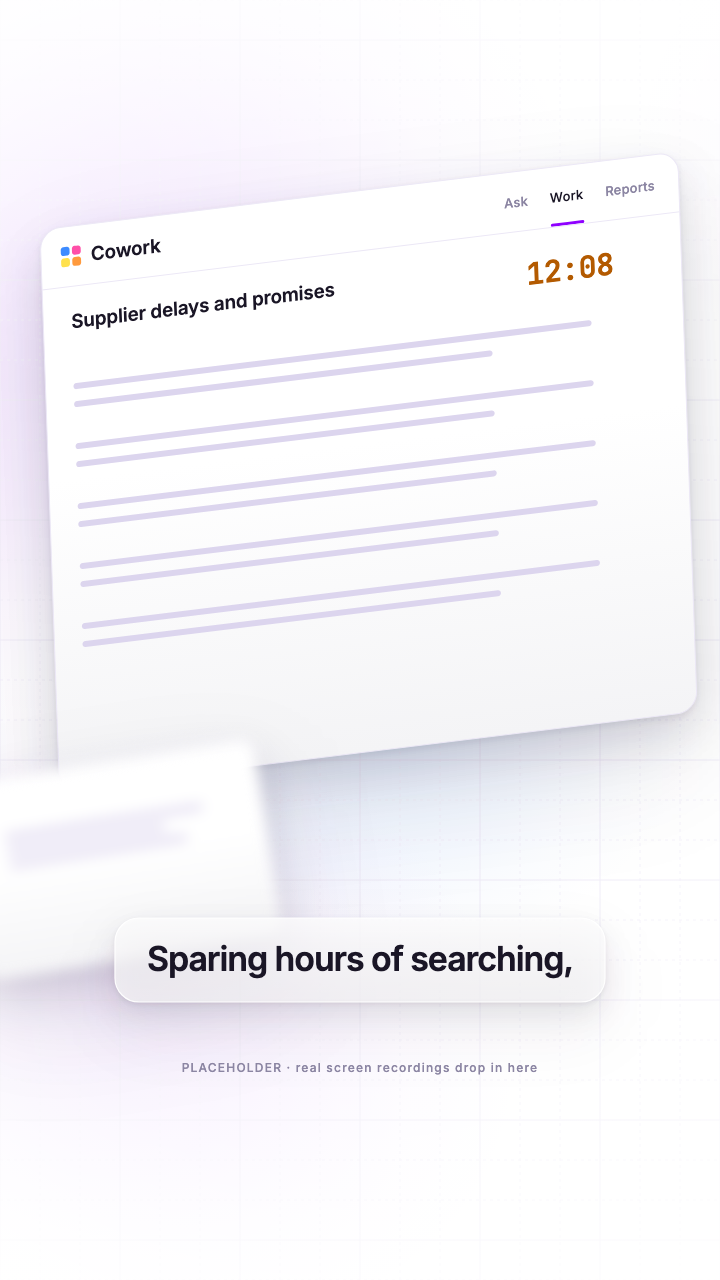 Cowork
Ask Work Reports
Supplier delays and promises
12:08
Sparing hours of searching,
PLACEHOLDER · real screen recordings drop in here